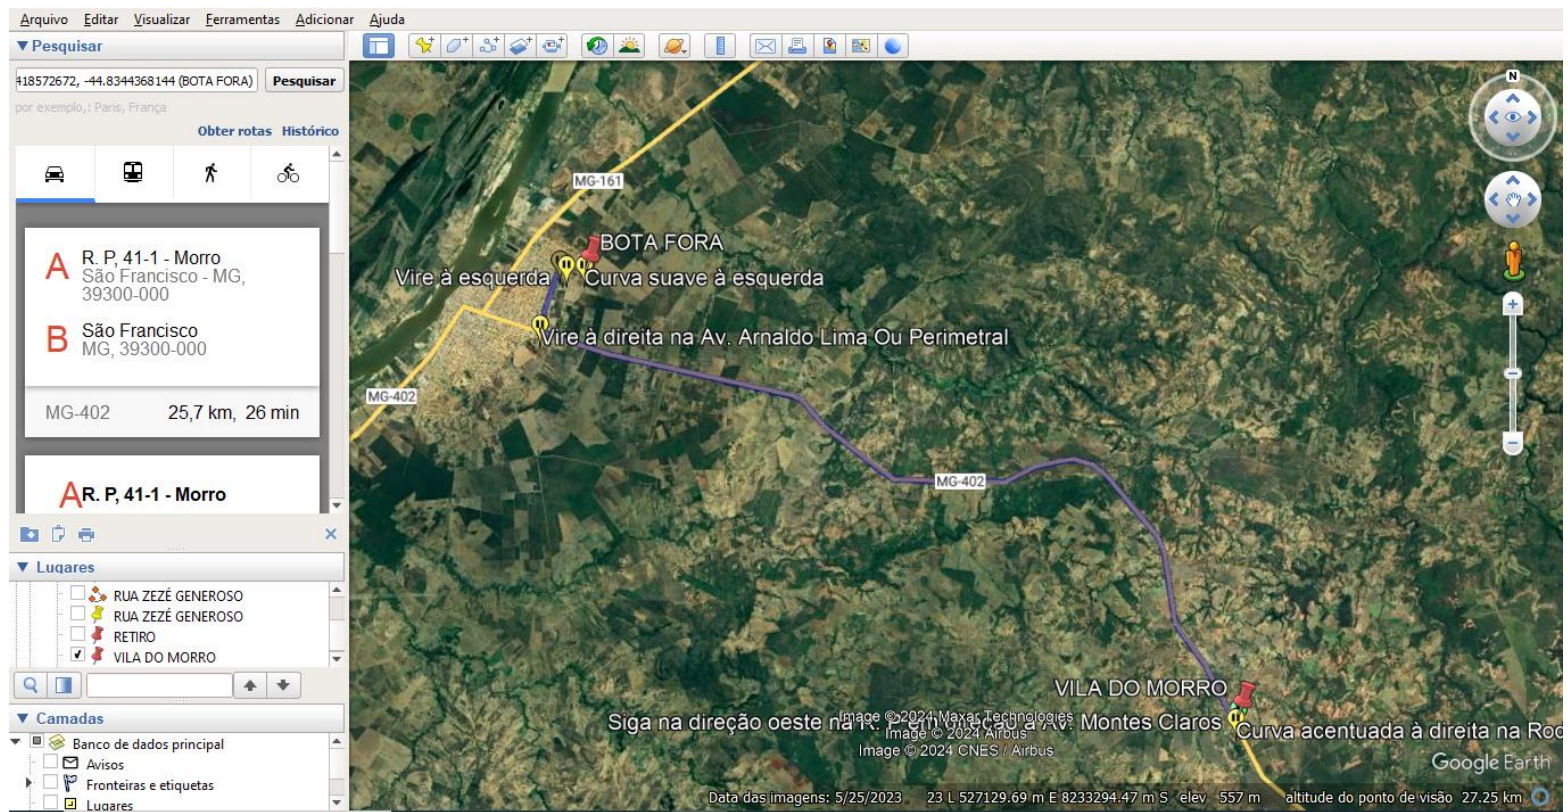 Arquivo Editar Visualizar Ferramentas Adicionar Ajuda
Pesquisar
418572672, -44.8344368144 (BOTA FORA) Pesquisar
por exemplo,: Paris, França
Obter rotas Histórico
A R. P, 41-1 - Morro
São Francisco - MG,
39300-000
B São Francisco
MG, 39300-000
MG-402 25,7 km, 26 min
A R. P, 41-1 - Morro
Lugares
RUA ZEZÉ GENEROSO
RUA ZEZÉ GENEROSO
RETIRO
VILA DO MORRO
Camadas
Banco de dados principal
Avisos
Fronteiras e etiquetas
Lugares
N
MG-161
BOTA FORA
Vire à esquerda
Curva suave à esquerda
Vire à direita na Av. Arnaldo Lima Ou Perimetral
MG-402
MG-402
VILA DO MORRO
Siga na direção oeste na R. P em direção a Av. Montes Claros
Curva acentuada à direita na Rod
Image © 2024 Maxar Technologies
Image © 2024 Airbus
Image © 2024 CNES / Airbus
Google Earth
Data das imagens: 5/25/2023 23 L 527129.69 m E 8233294.47 m S elev 557 m altitude do ponto de visão 27.25 km